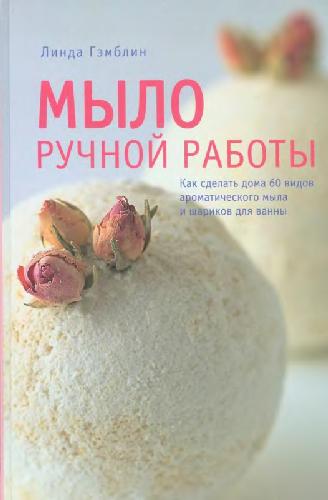 Линда Гэмблин
МЫЛО
РУЧНОЙ РАБОТЫ
Как сделать дома 60 видов
ароматического мыла
и шариков для ванны